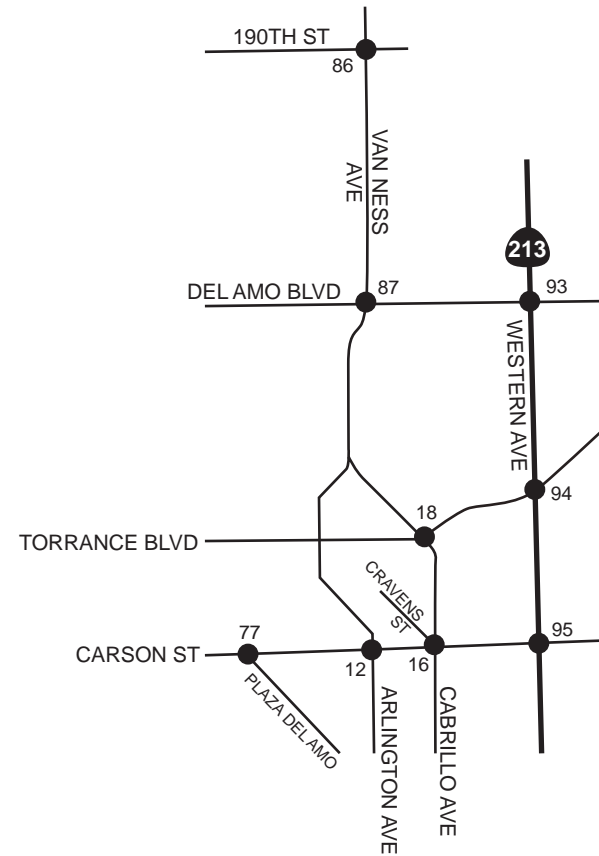 190TH ST
86
VAN NESS
AVE
213
DEL AMO BLVD
87
93
WESTERN AVE
94
18
TORRANCE BLVD
CRAVENS
ST
77
CARSON ST
12
16
95
PLAZA DEL AMO
ARLINGTON AVE
CABRILLO AVE